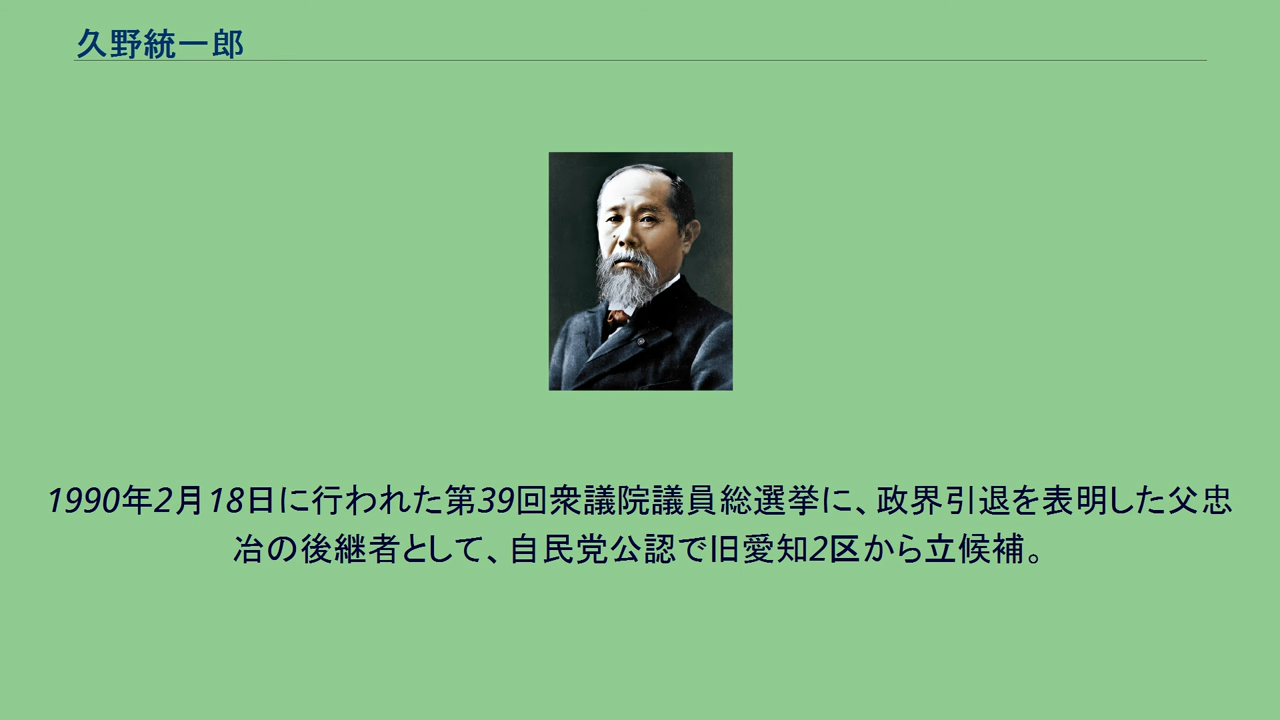 久野統一郎
1990年2月18日に行われた第39回衆議院議員総選挙に、政界引退を表明した父忠
冶の後継者として、自民党公認で旧愛知2区から立候補。